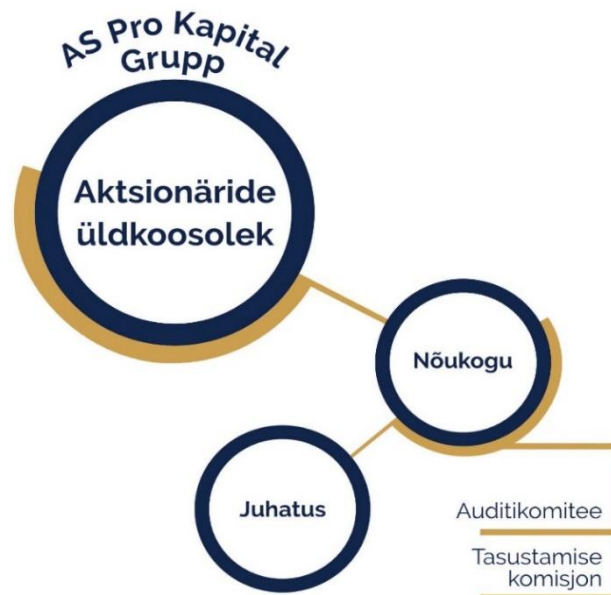 AS Pro Kapital
Grupp
Aktsionäride
üldkoosolek
Nõukogu
Juhatus
Auditikomitee
Tasustamise
komisjon